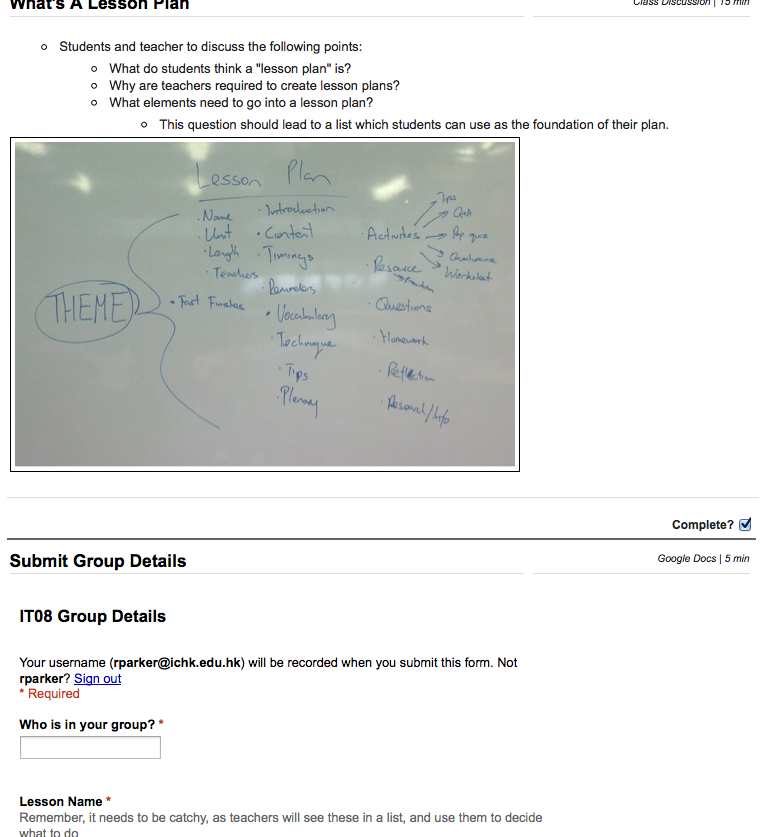 What's A Lesson Plan
Class Discussion | 15 min
Students and teacher to discuss the following points:
What do students think a "lesson plan" is?
Why are teachers required to create lesson plans?
What elements need to go into a lesson plan?
This question should lead to a list which students can use as the foundation of their plan.
Lesson Plan
THEME
· Name
· Unit
· Length
· Teachers
· Fast Finishes
· Introduction
· Content
· Timings
· Reminders
· Vocabulary
· Technique
· Tips
· Plenary
· Activities
Pop quiz
Worksheet
· Resource
· Questions
· Homework
· Reflection
· Research/Info
Complete?
Submit Group Details
Google Docs | 5 min
IT08 Group Details
Your username (rparker@ichk.edu.hk) will be recorded when you submit this form. Not
rparker? Sign out
* Required
Who is in your group? *
Lesson Name *
Remember, it needs to be catchy, as teachers will see these in a list, and use them to decide
what to do